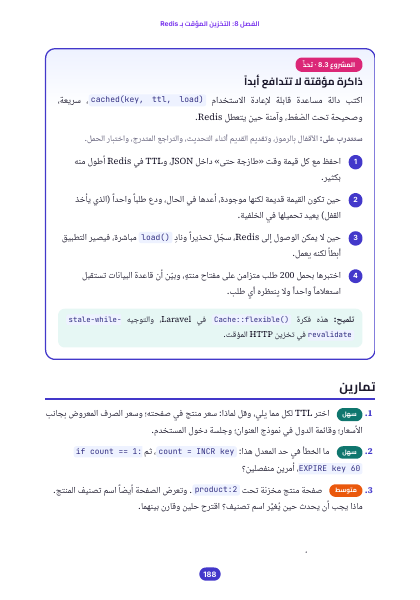 الفصل 8: التخزين المؤقت بـ Redis
المشروع 8.3 · تحدٍّ
ذاكرة مؤقتة لا تتدافع أبداً
اكتب دالة مساعدة قابلة لإعادة الاستخدام cached(key, ttl, load)، سريعة،
وصحيحة تحت الضغط، وآمنة حين يتعطل Redis.
ستتدرب على: الأقفال بالرموز، وتقديم القديم أثناء التحديث، والتراجع المتدرج، واختبار الحمل.
1 احفظ مع كل قيمة وقت «طازجة حتى» داخل JSON، وTTL في Redis أطول منه
بكثير.
2 حين تكون القيمة قديمة لكنها موجودة، أعدها في الحال، ودع طلباً واحداً (الذي يأخذ
القفل) يعيد تحميلها في الخلفية.
3 حين لا يمكن الوصول إلى Redis، سجّل تحذيراً ونادِ load() مباشرة، فيصير التطبيق
أبطأ لكنه يعمل.
4 اختبرها بحمل 200 طلب متزامن على مفتاح منتهٍ، وبيّن أن قاعدة البيانات تستقبل
استعلاماً واحداً ولا ينتظره أي طلب.
تلميح: هذه فكرة Cache::flexible() في Laravel، والتوجيه stale-while-
revalidate في تخزين HTTP المؤقت.
تمارين
1. سهل اختر TTL لكل مما يلي، وقل لماذا: سعر منتج في صفحته؛ وسعر الصرف المعروض بجانب
الأسعار؛ وقائمة الدول في نموذج العنوان؛ وجلسة دخول المستخدم.
2. سهل ما الخطأ في حد المعدل هذا: count = INCR key، ثم if count == 1:
EXPIRE key 60، أمرين منفصلين؟
3. متوسط صفحة منتج مخزنة تحت product:2. وتعرض الصفحة أيضاً اسم تصنيف المنتج.
ماذا يجب أن يحدث حين يُغيَّر اسم تصنيف؟ اقترح حلين وقارن بينهما.
188